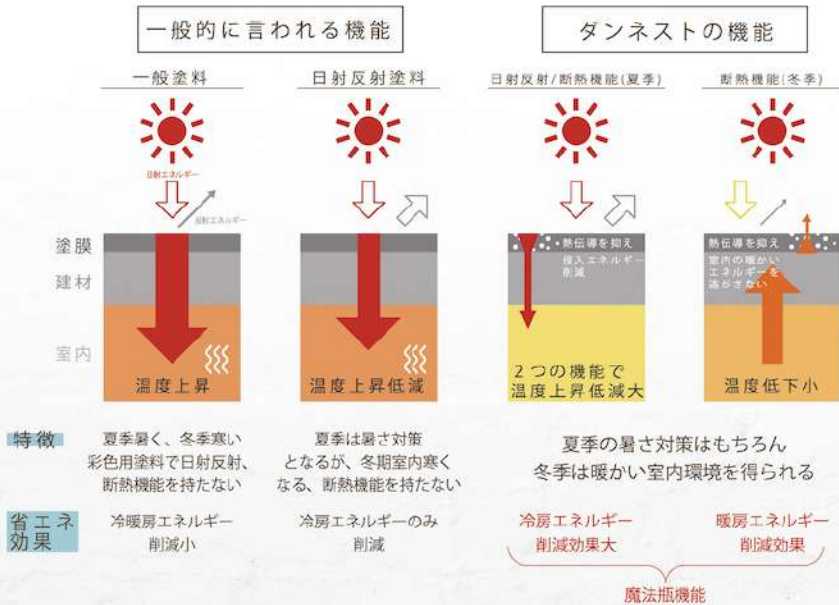 一般的に言われる機能
ダンネストの機能
一般塗料
日射反射塗料
日射反射/断熱機能(夏季)
断熱機能(冬季)
日射エネルギー
反射エネルギー
塗膜
建材
室内
熱伝導を抑え
侵入エネルギー
削減
熱伝導を抑え
室内の暖かい
エネルギーを
逃がさない
温度上昇
温度上昇低減
2つの機能で
温度上昇低減大
温度低下小
特徴
夏季暑く、冬季寒い
彩色用塗料で日射反射、
断熱機能を持たない
夏季は暑さ対策
となるが、冬期室内寒く
なる、断熱機能を持たない
夏季の暑さ対策はもちろん
冬季は暖かい室内環境を得られる
省エネ
効果
冷暖房エネルギー
削減小
冷房エネルギーのみ
削減
冷房エネルギー
削減効果大
暖房エネルギー
削減効果
魔法瓶機能